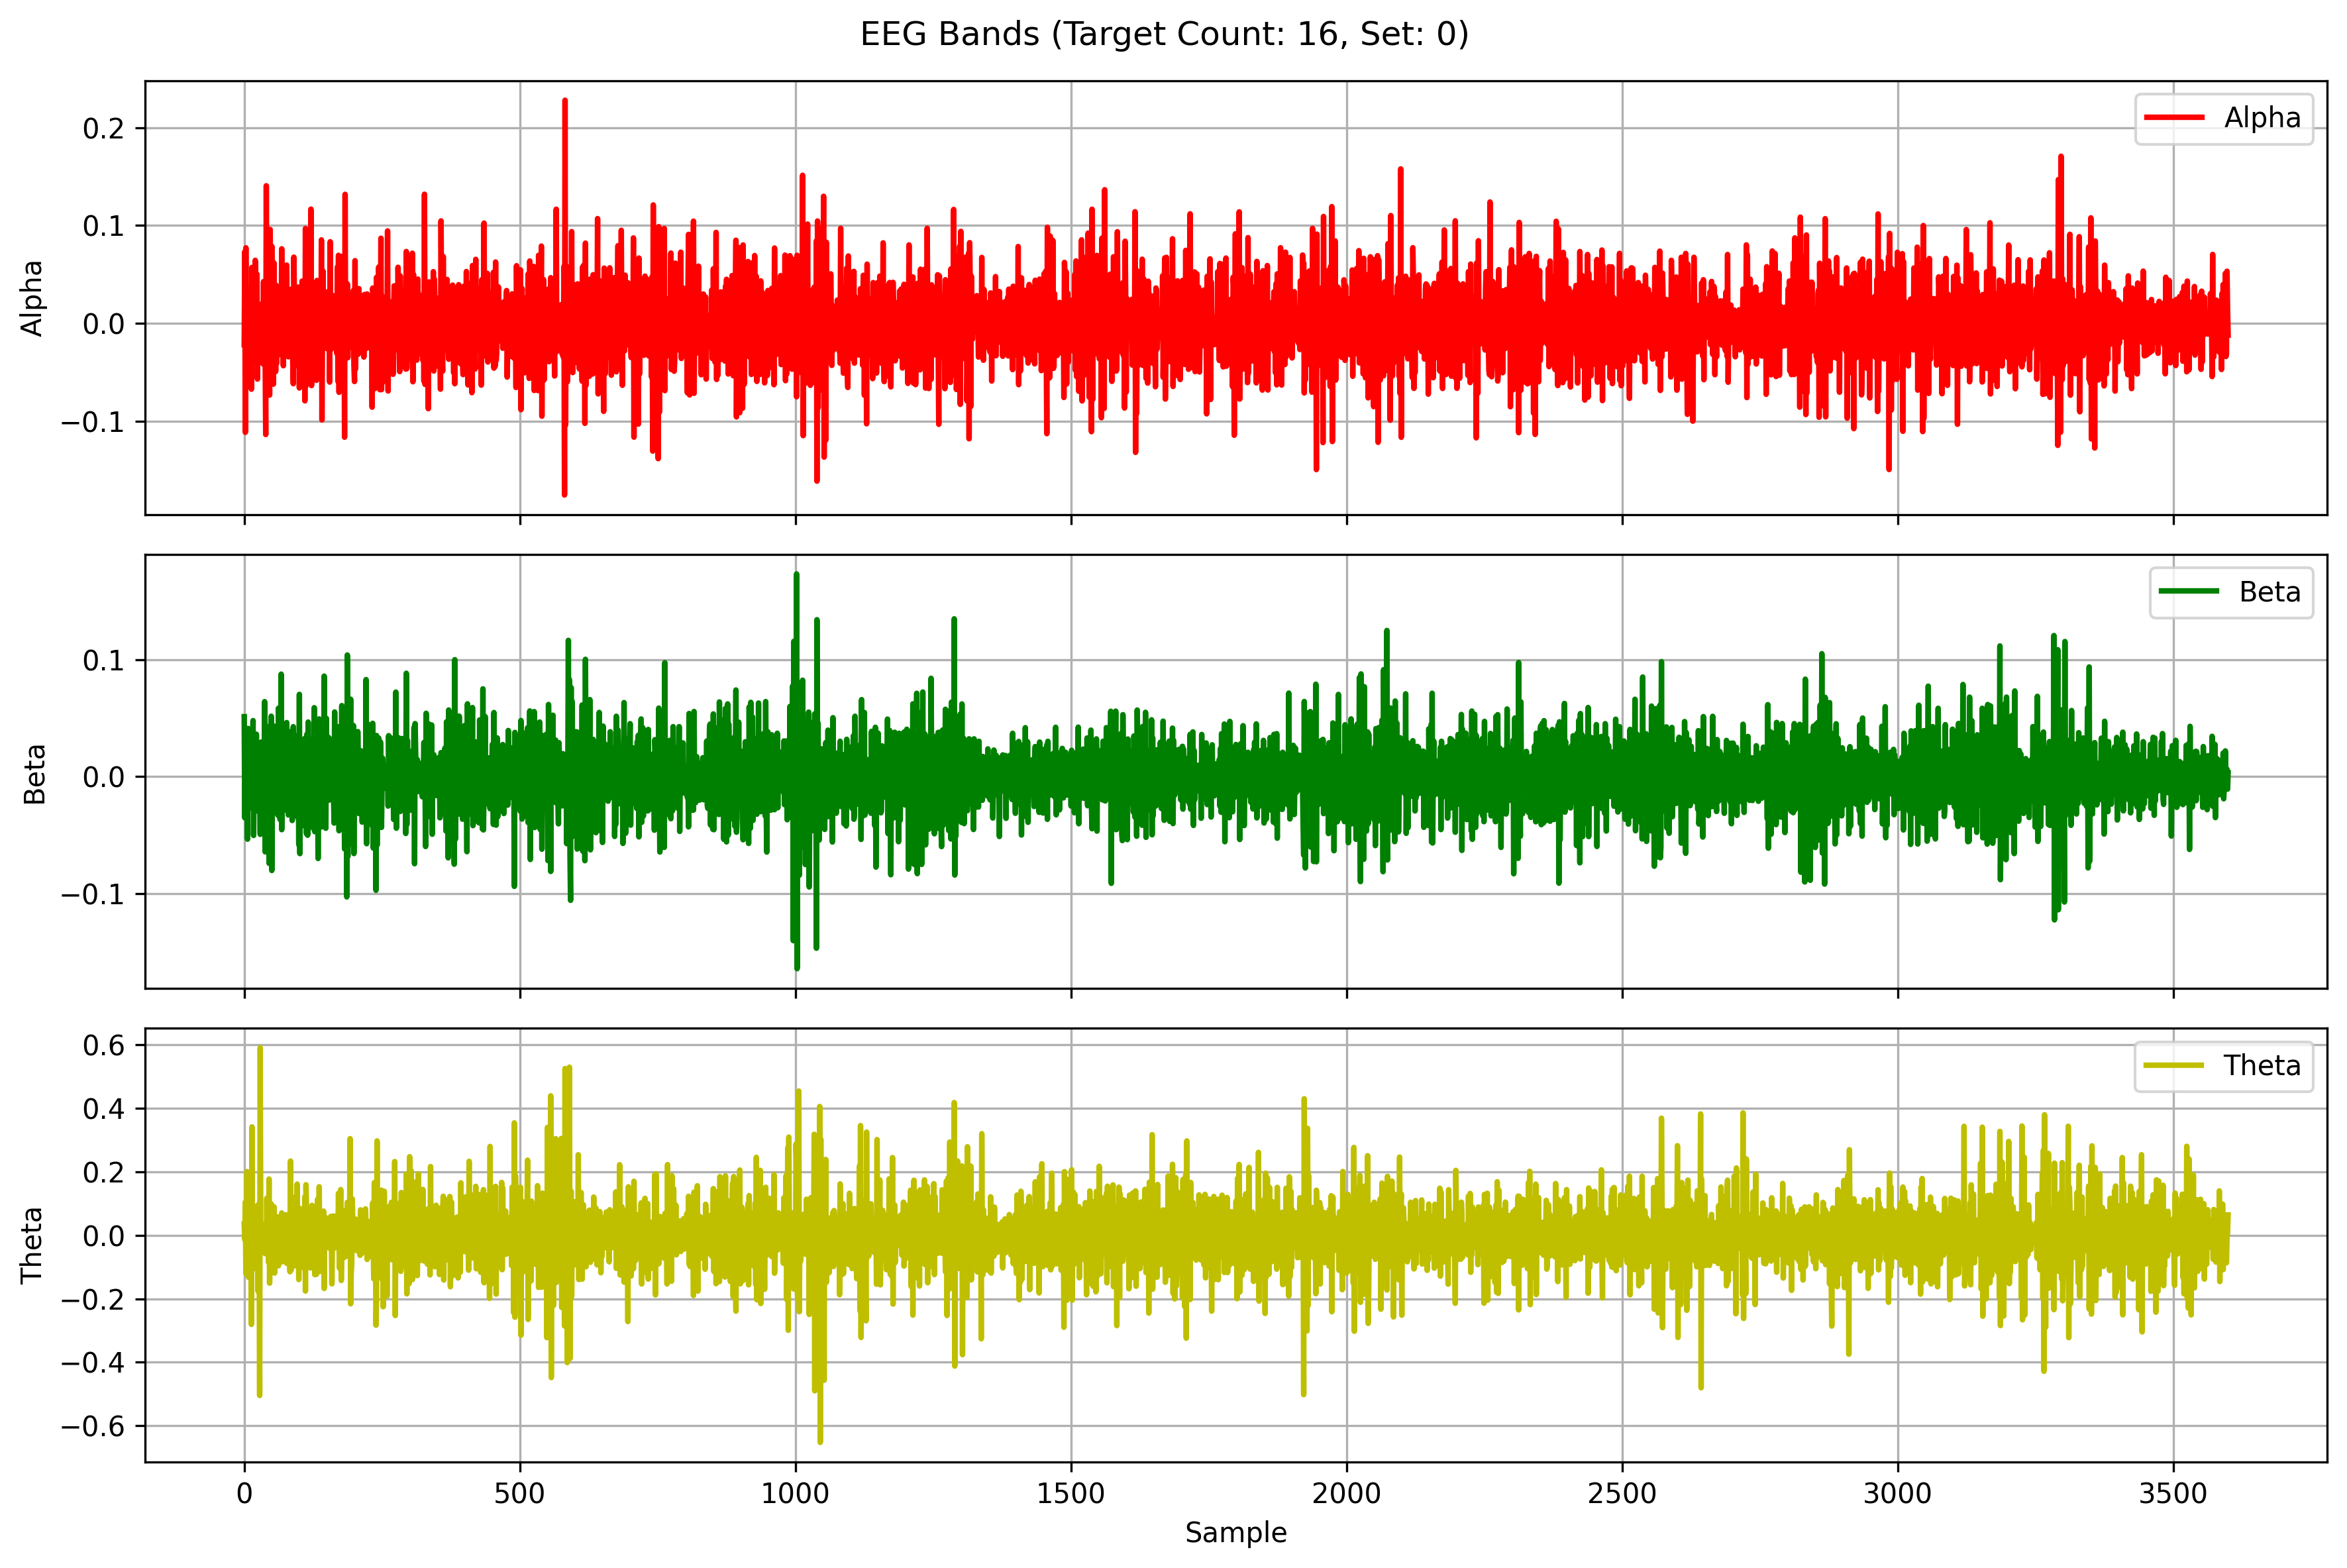 EEG Bands (Target Count: 16, Set: 0)
0.2
0.1
0.0
−0.1
Alpha
Alpha
0.1
0.0
−0.1
Beta
Beta
0.6
0.4
0.2
0.0
−0.2
−0.4
−0.6
Theta
Theta
0 500 1000 1500 2000 2500 3000 3500
Sample